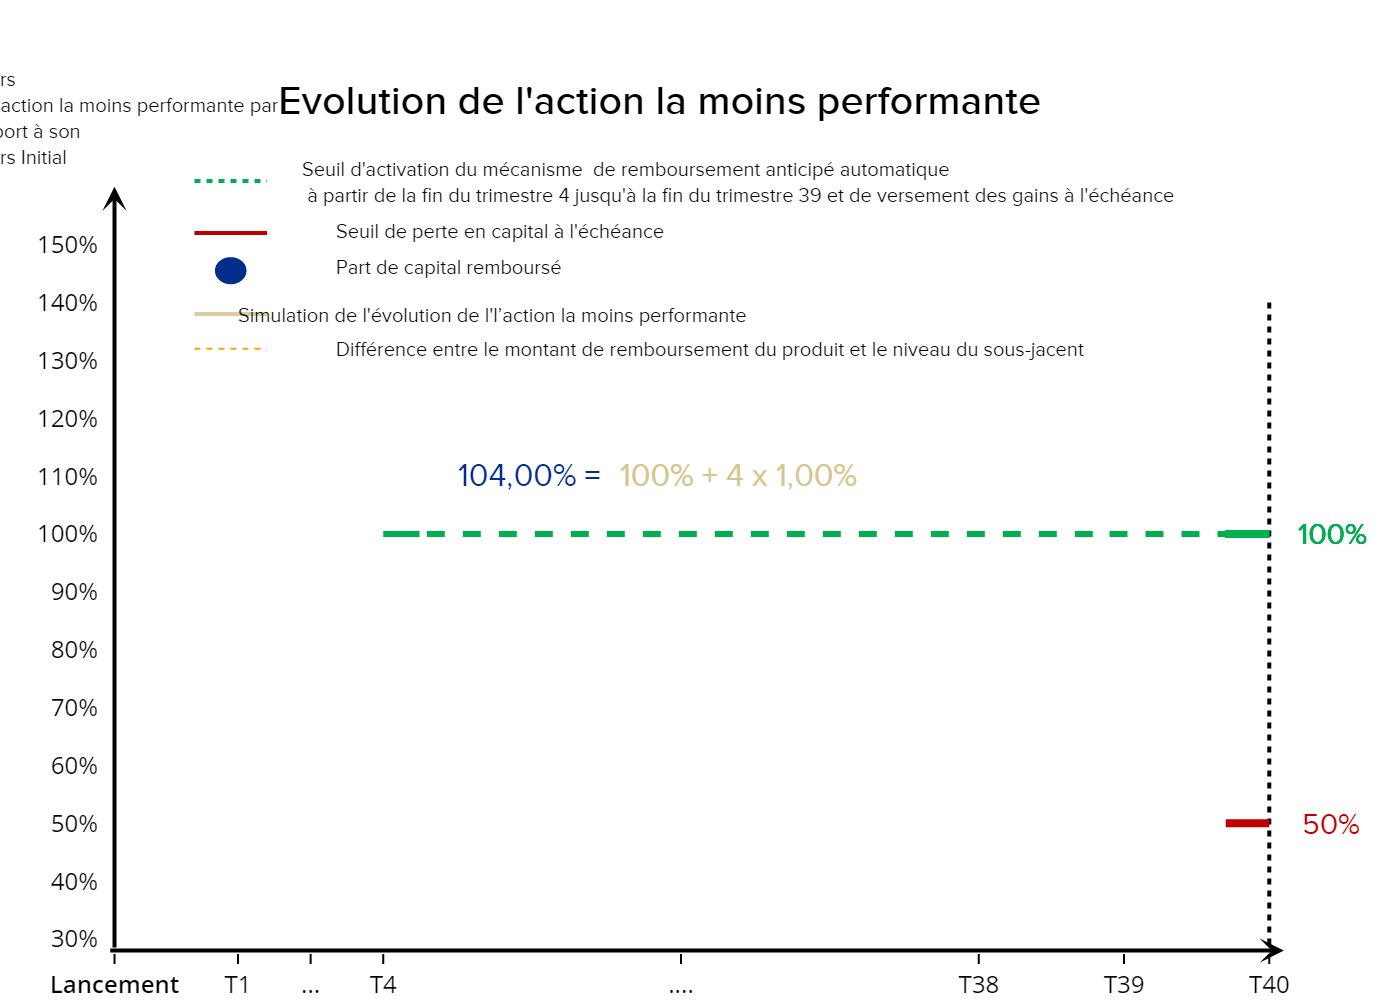 rs
action la moins performante par
port à son
rs Initial
Evolution de l'action la moins performante
Seuil d'activation du mécanisme  de remboursement anticipé automatique
à partir de la fin du trimestre 4 jusqu'à la fin du trimestre 39 et de versement des gains à l'échéance
Seuil de perte en capital à l'échéance
Part de capital remboursé
Simulation de l'évolution de l'l’action la moins performante
Différence entre le montant de remboursement du produit et le niveau du sous-jacent
150%
140%
130%
120%
110%
104,00% = 100% + 4 x 1,00%
100%
100%
90%
80%
70%
60%
50%
50%
40%
30%
Lancement T1 ... T4 .... T38 T39 T40